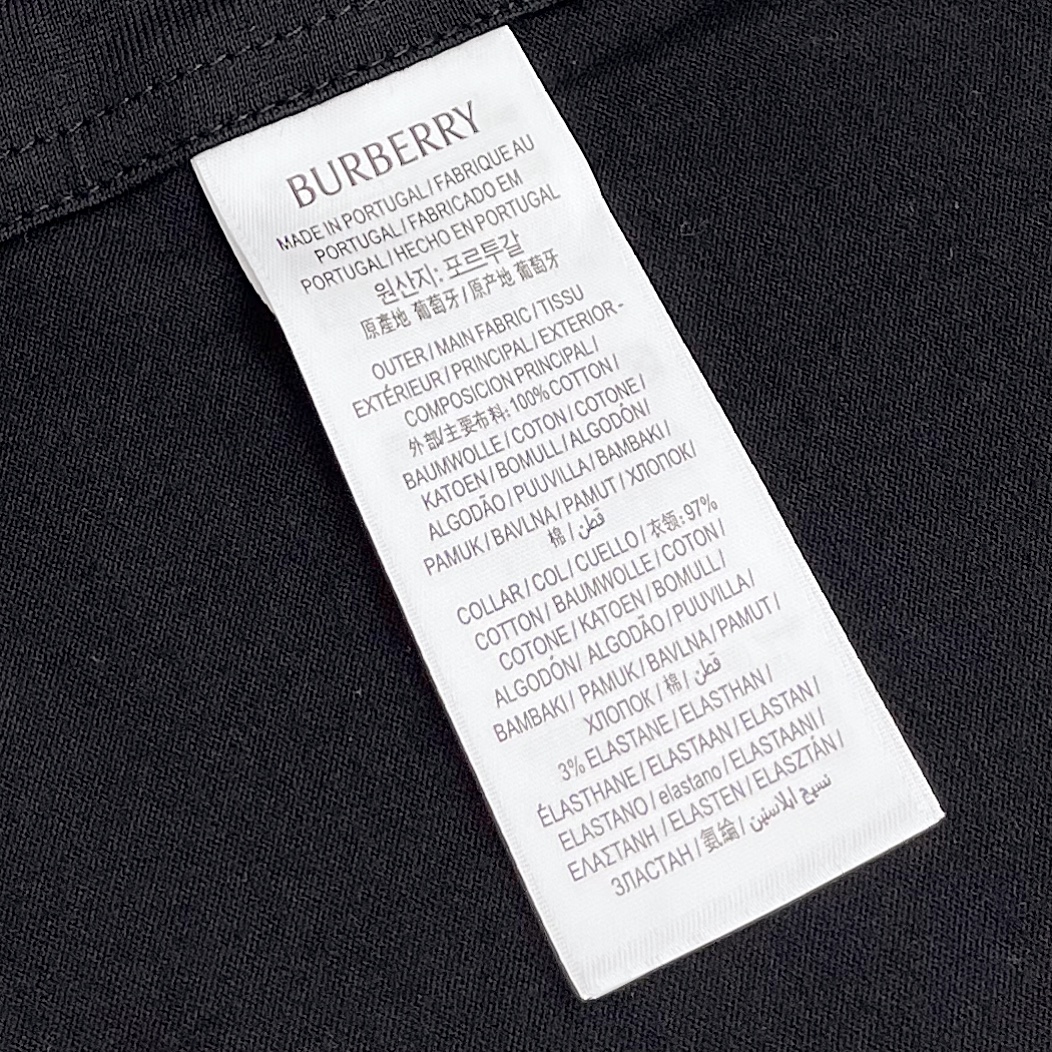 BURBERRY
MADE IN PORTUGAL / FABRIQUE AU
PORTUGAL / FABRICADO EM
PORTUGAL / HECHO EN PORTUGAL
원산지: 포르투갈
原產地 葡萄牙 / 原产地 葡萄牙
OUTER / MAIN FABRIC / TISSU
EXTÉRIEUR / PRINCIPAL / EXTERIOR -
COMPOSICION PRINCIPAL /
外部/主要布料: 100% COTTON /
BAUMWOLLE / COTON / COTONE /
KATOEN / BOMULL / ALGODÓN/
ALGODÃO / PUUVILLA / BAMBAKI /
PAMUK / BAVLNA / PAMUT / ХЛОПОК/
棉 / قطن
COLLAR / COL / CUELLO / 衣領: 97%
COTTON / BAUMWOLLE / COTON /
COTONE / KATOEN / BOMULL /
ALGODÓN/ ALGODÃO / PUUVILLA /
BAMBAKI / PAMUK / BAVLNA / PAMUT /
ХЛОПОК / 棉 / قطن
3% ELASTANE / ELASTHAN /
ÉLASTHANE / ELASTAAN / ELASTAN /
ELASTANO / elastano / ELASTAANI /
ΕΛΑΣΤΑΝΗ / ELASTEN / ELASZTÁN /
ЭЛАСТАН / 氨綸 / نسيج ايلاستين